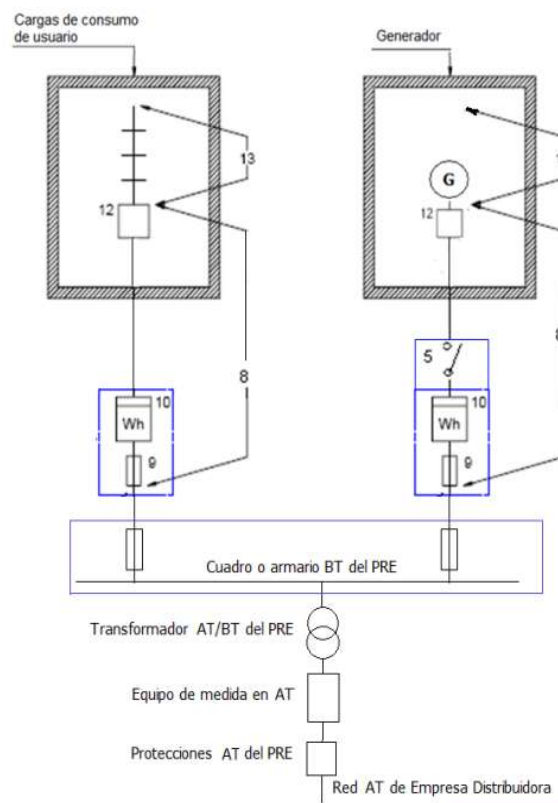 Cargas de consumo
de usuario
Generador
13
G
12
12
8
5
10
Wh
9
10
Wh
9
Cuadro o armario BT del PRE
Transformador AT/BT del PRE
Equipo de medida en AT
Protecciones AT del PRE
Red AT de Empresa Distribuidora